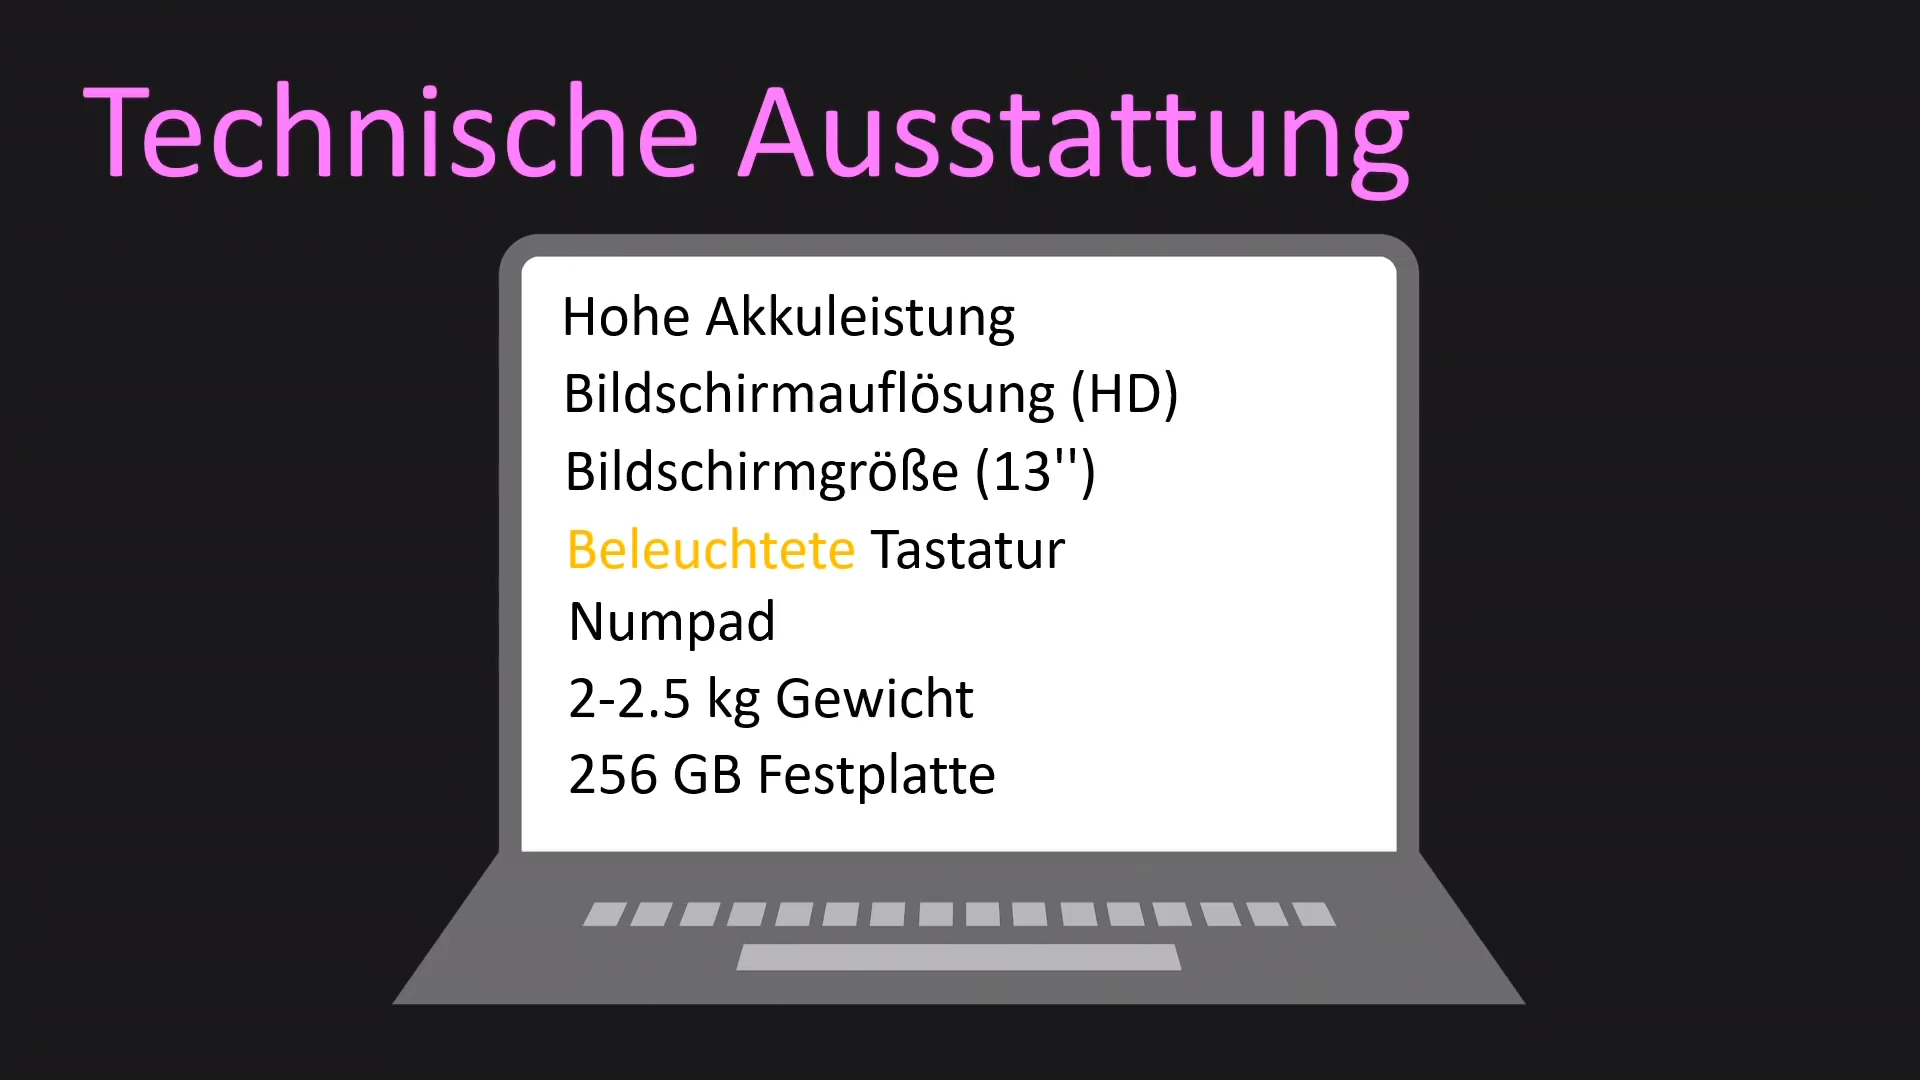 Technische Ausstattung
Hohe Akkuleistung
Bildschirmauflösung (HD)
Bildschirmgröße (13'')
Beleuchtete Tastatur
Numpad
2-2.5 kg Gewicht
256 GB Festplatte